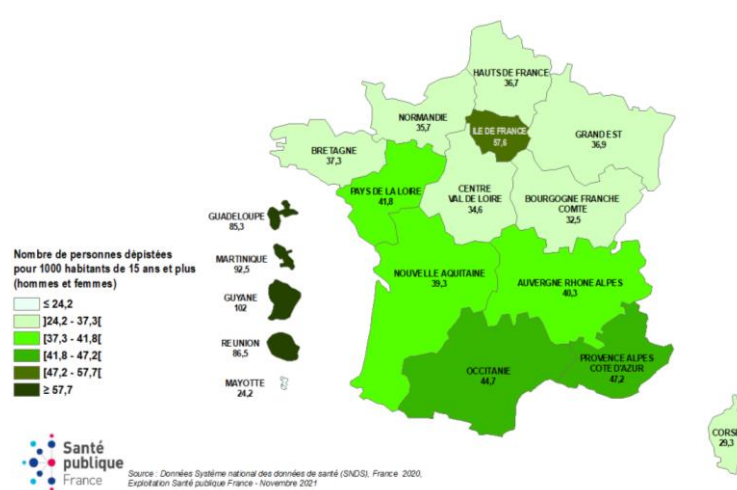 HAUTS DE FRANCE
36,7
NORMANDIE
35,7
ILE DE FRANCE
57,6
GRAND EST
36,9
BRETAGNE
37,3
PAYS DE LA LOIRE
41,8
CENTRE
VAL DE LOIRE
34,6
BOURGOGNE FRANCHE
COMTE
32,5
GUADELOUPE
85,3
MARTINIQUE
92,5
GUYANE
102
REUNION
86,5
MAYOTTE
24,2
NOUVELLE AQUITAINE
39,3
AUVERGNE RHONE ALPES
40,3
OCCITANIE
44,7
PROVENCE ALPES
COTE D'AZUR
47,2
CORSE
29,3
Nombre de personnes dépistées
pour 1000 habitants de 15 ans et plus
(hommes et femmes)
≤ 24,2
]24,2 - 37,3[
[37,3 - 41,8[
[41,8 - 47,2[
[47,2 - 57,7[
≥ 57,7
Santé
publique
France
Source : Données Système national des données de santé (SNDS), France 2020,
Exploitation Santé publique France - Novembre 2021